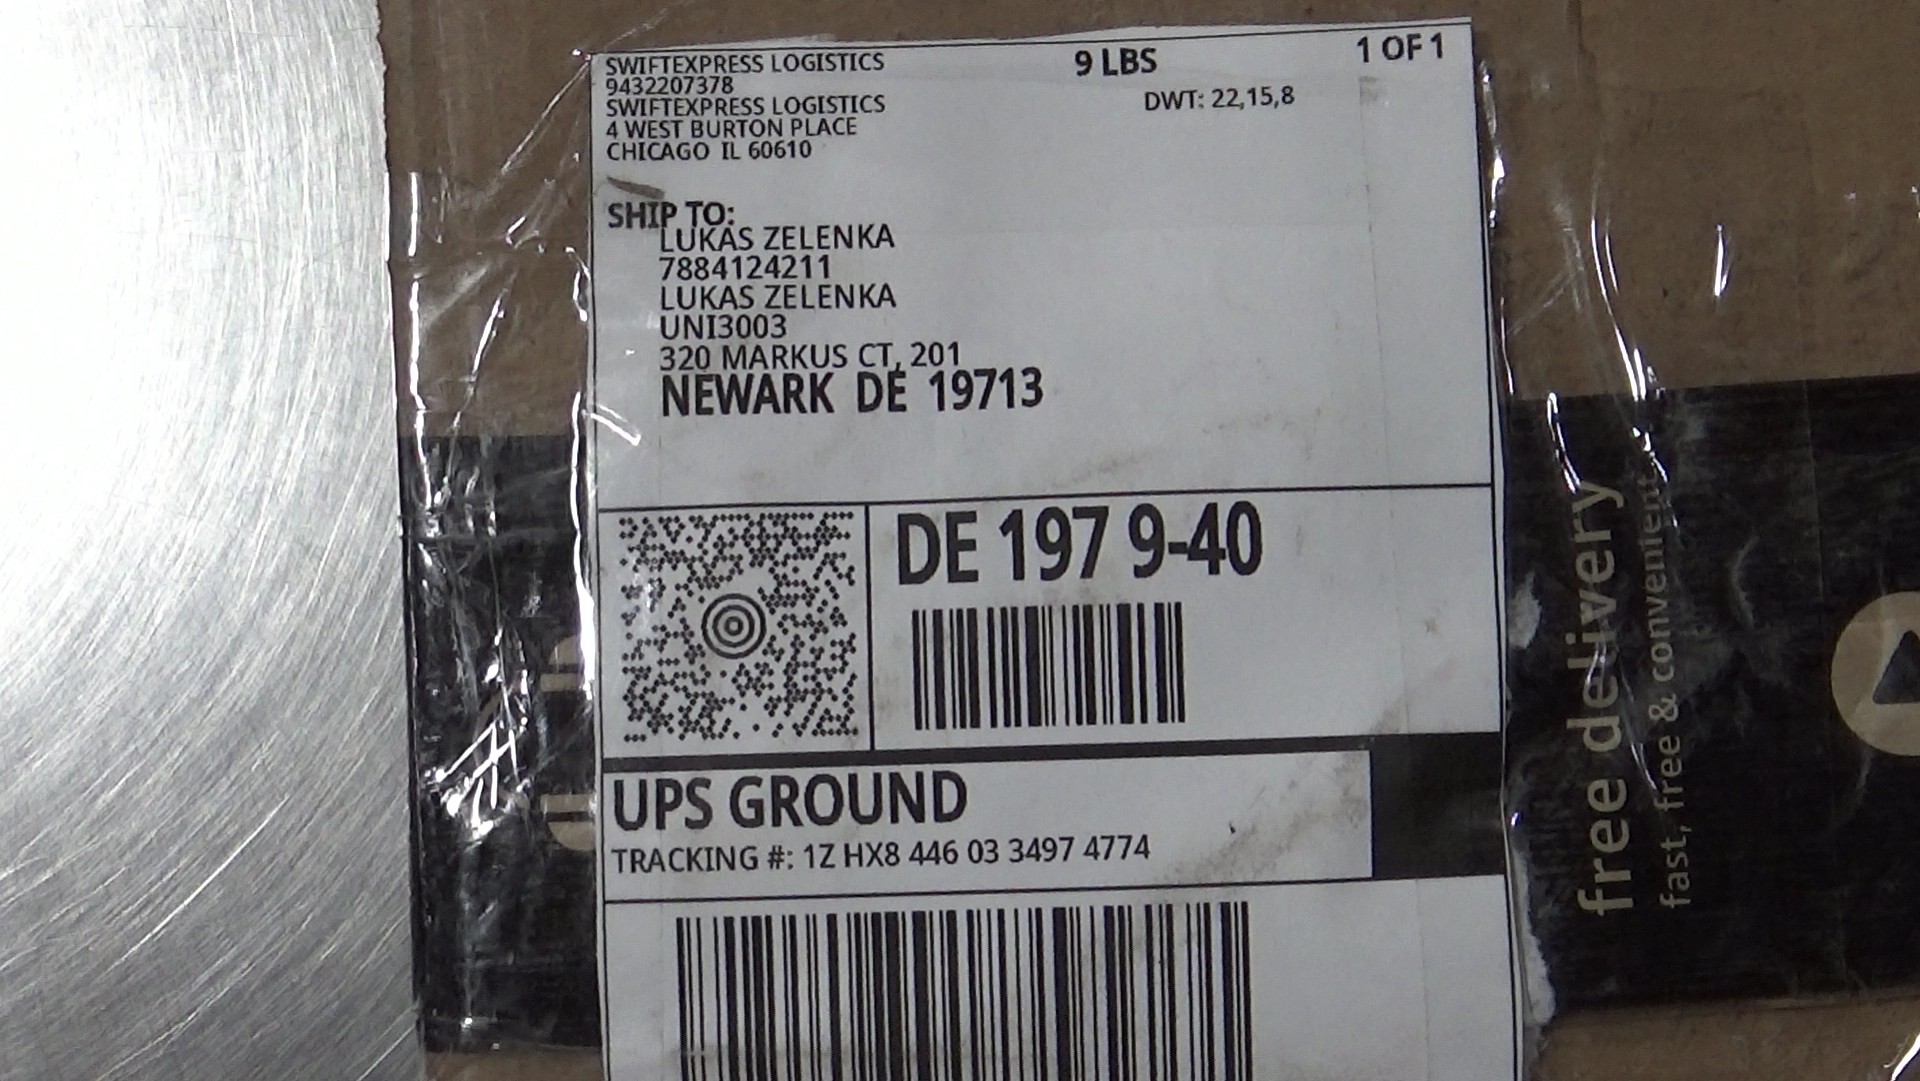 SWIFTEXPRESS LOGISTICS
9432207378
SWIFTEXPRESS LOGISTICS
4 WEST BURTON PLACE
CHICAGO IL 60610
9 LBS
1 OF 1
DWT: 22,15,8
SHIP TO:
LUKAS ZELENKA
7884124211
LUKAS ZELENKA
UNI3003
320 MARKUS CT, 201
NEWARK DE 19713
DE 197 9-40
UPS GROUND
TRACKING #: 1Z HX8 446 03 3497 4774
free delivery
fast, free & convenient